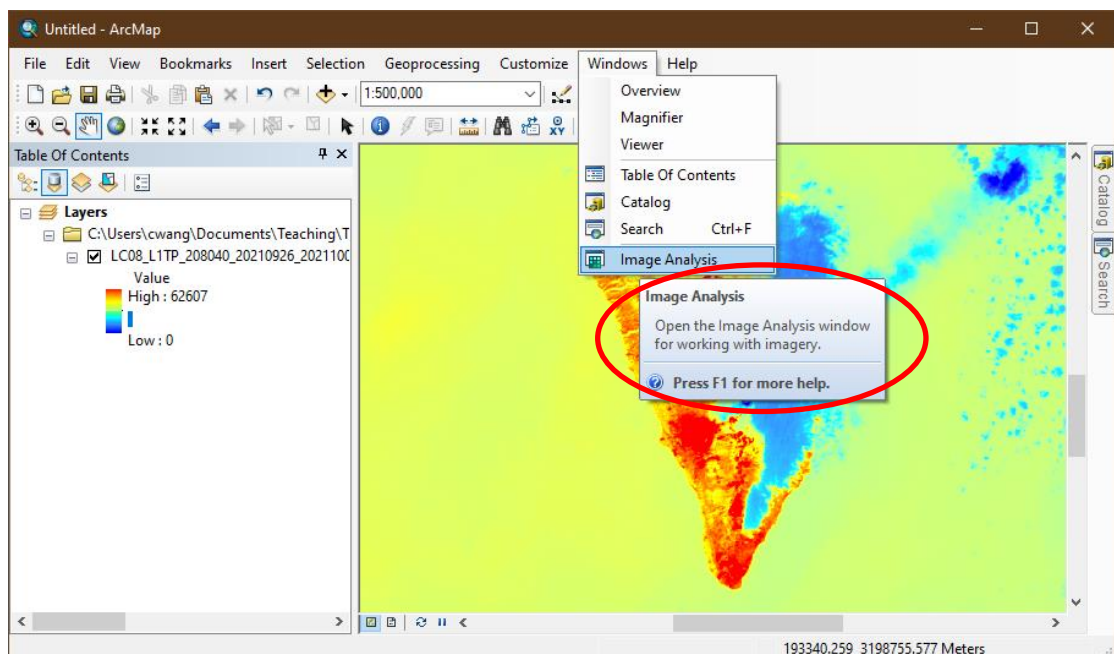 Untitled - ArcMap
File Edit View Bookmarks Insert Selection Geoprocessing Customize Windows Help
1:500,000
Overview
Magnifier
Viewer
Table Of Contents
Catalog
Search Ctrl+F
Image Analysis
Image Analysis
Open the Image Analysis window
for working with imagery.
Press F1 for more help.
Table Of Contents
Layers
C:\Users\cwang\Documents\Teaching\T
LC08_L1TP_208040_20210926_2021100
Value
High : 62607
Low : 0
Catalog
Search
193340.259 3198755.577 Meters